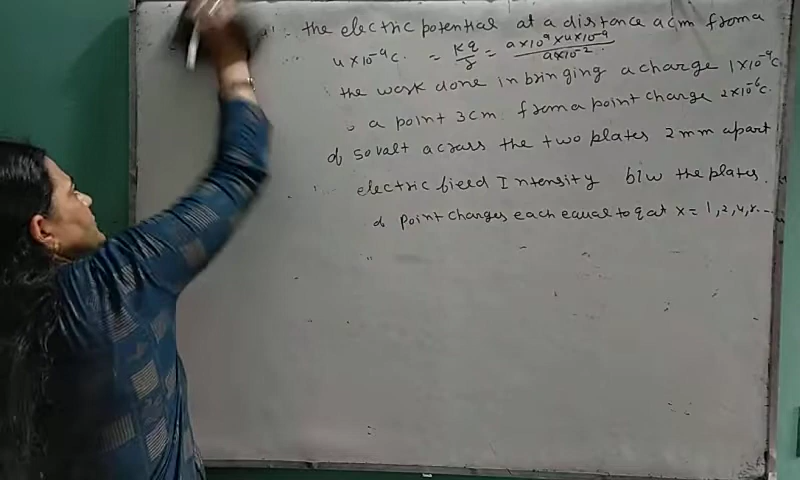 the electric potential at a distance 9cm from a
4×10⁻⁹c. = Kq/r = 9×10⁹×4×10⁻⁹/9×10⁻²
the work done in bringing a charge 1×10⁻⁹c
a point 3cm. from a point charge 2×10⁻⁶c.
of 50 volt across the two plates 2mm apart
electric field Intensity b/w the plates.
of point charges each equal to q at x = 1, 2, 4, 8, ...